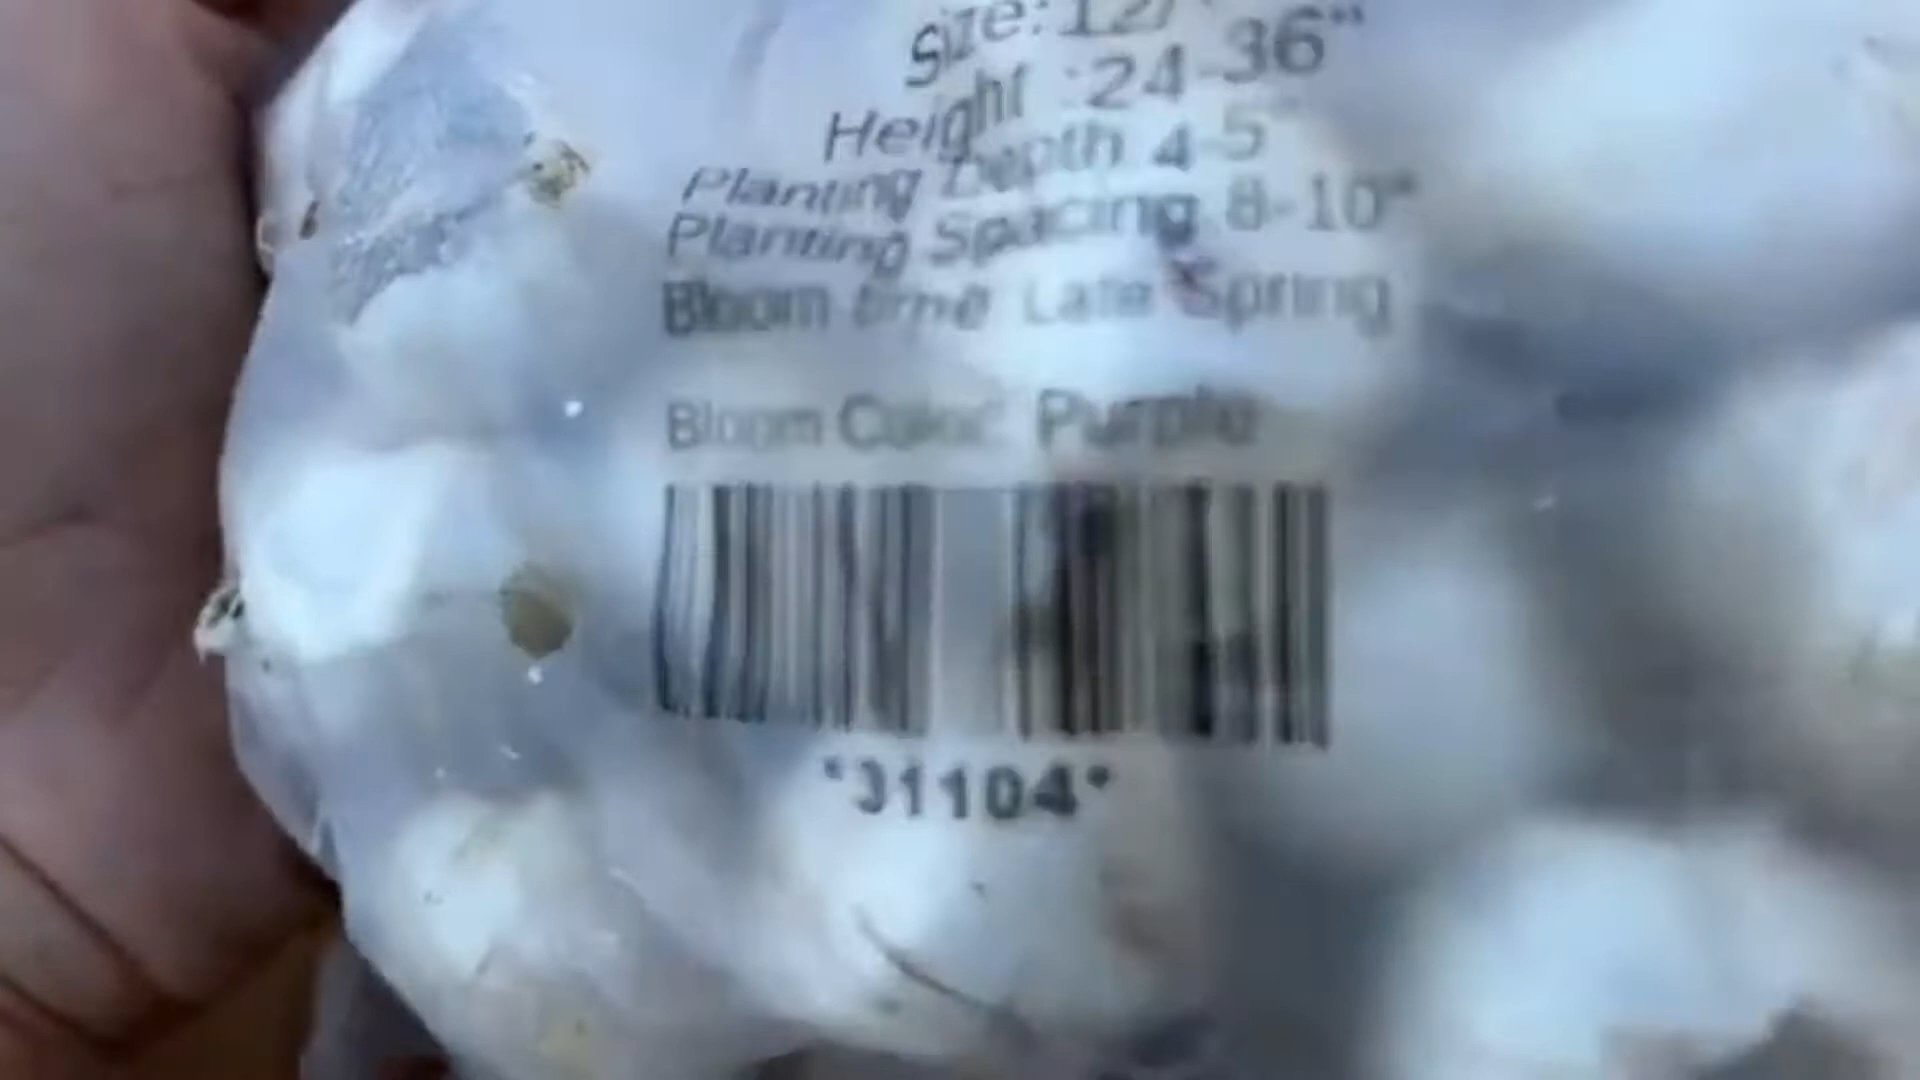 Size: 12/
Height :24-36"
Planting Depth 4-5"
Planting Spacing 8-10"
Bloom time Late Spring
Bloom Color: Purple
*31104*